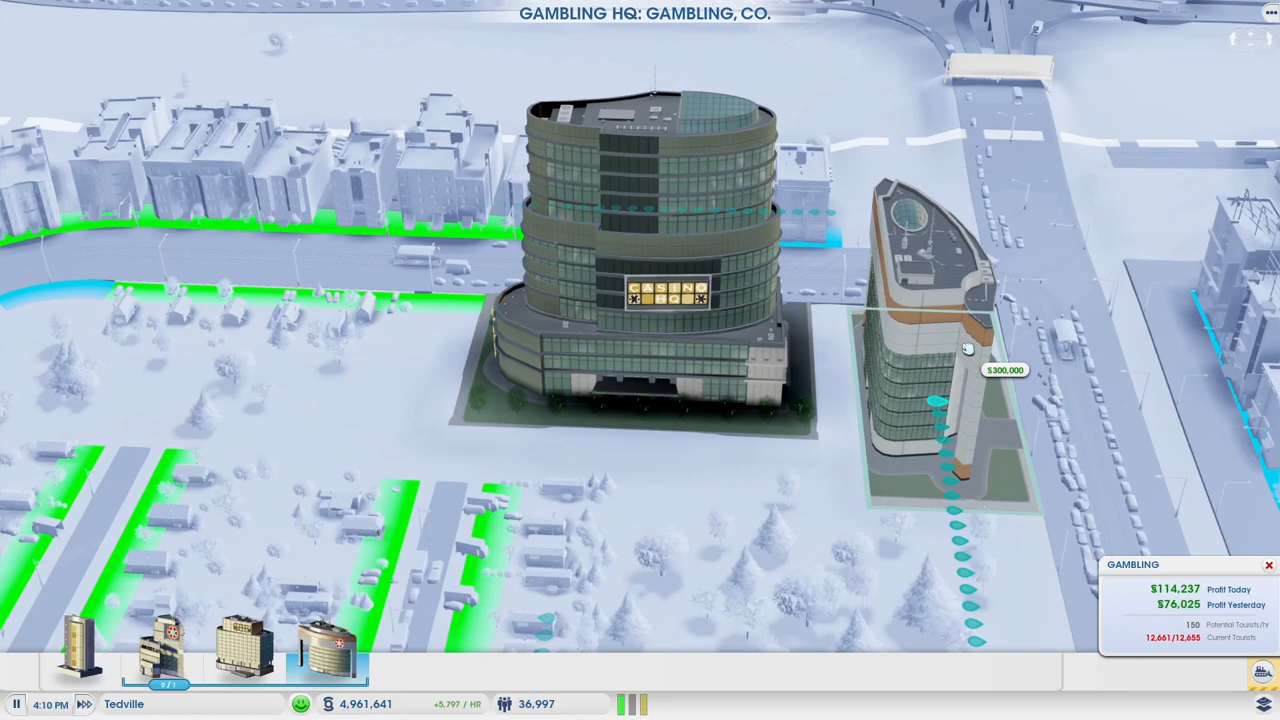 GAMBLING HQ: GAMBLING, CO.
CASINO
HQ
$300,000
GAMBLING
§114,237 Profit Today
§76,025 Profit Yesterday
150 Potential Tourists/hr
12,661/12,655 Current Tourists
0 / 1
4:10 PM Tedville 4,961,641 +5,797 / HR 36,997